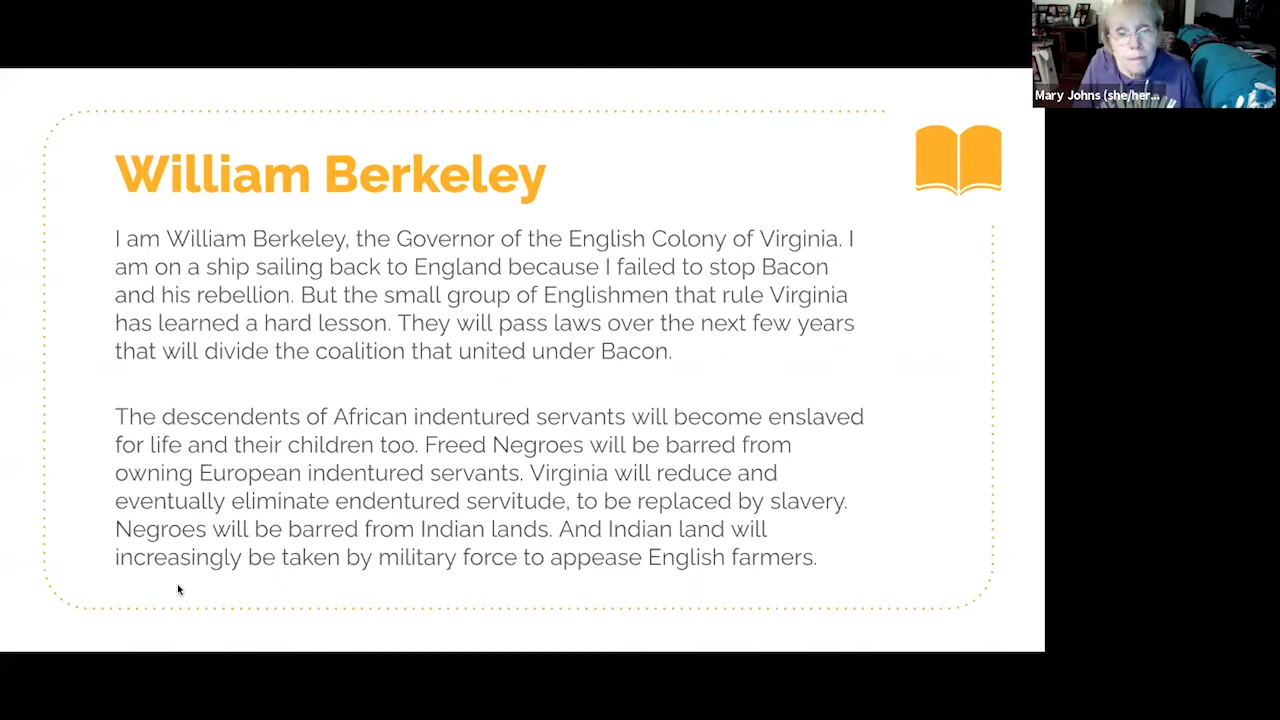 Mary Johns (she/her...
William Berkeley
I am William Berkeley, the Governor of the English Colony of Virginia. I
am on a ship sailing back to England because I failed to stop Bacon
and his rebellion. But the small group of Englishmen that rule Virginia
has learned a hard lesson. They will pass laws over the next few years
that will divide the coalition that united under Bacon.
The descendents of African indentured servants will become enslaved
for life and their children too. Freed Negroes will be barred from
owning European indentured servants. Virginia will reduce and
eventually eliminate endentured servitude, to be replaced by slavery.
Negroes will be barred from Indian lands. And Indian land will
increasingly be taken by military force to appease English farmers.